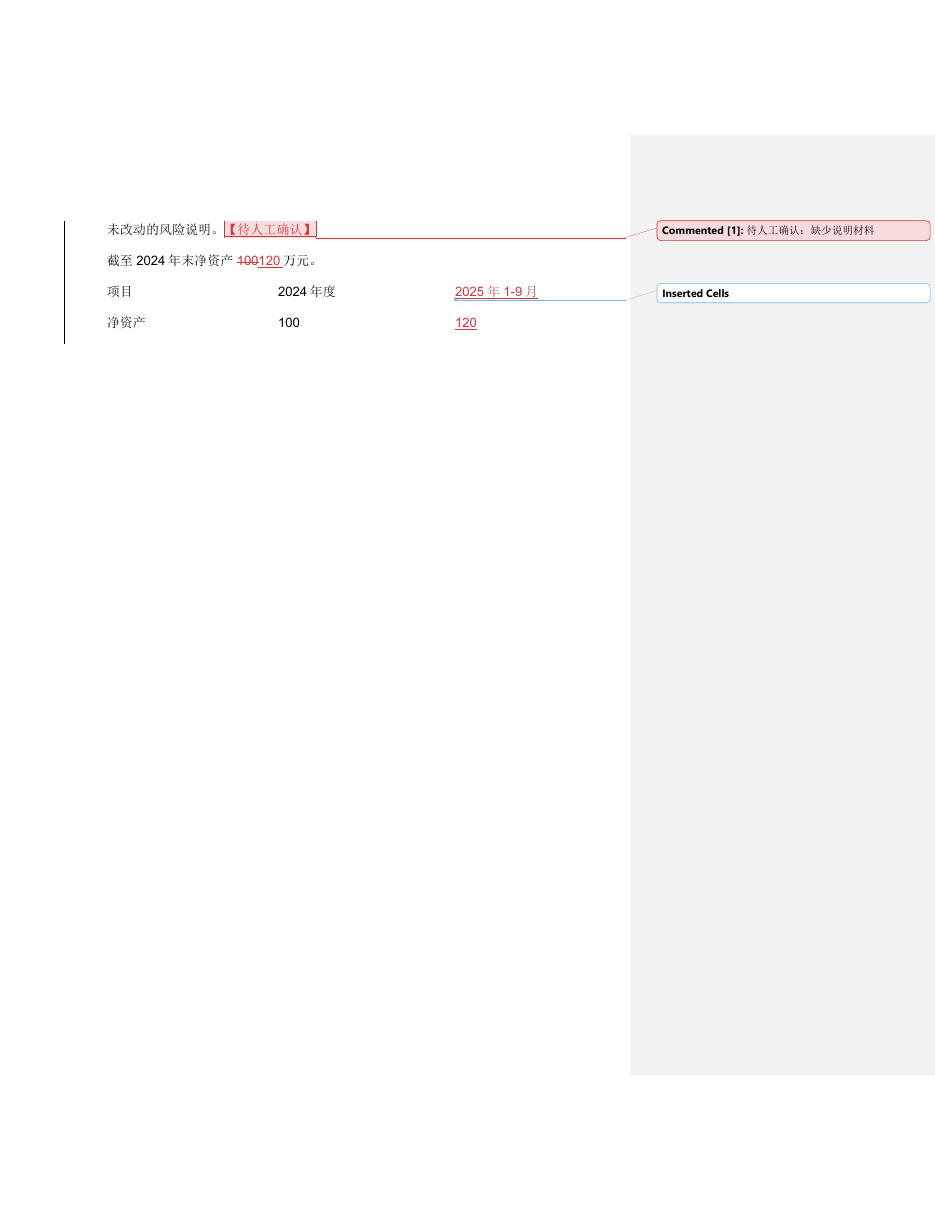 未改动的风险说明。【待人工确认】
Commented [1]: 待人工确认：缺少说明材料
截至 2024 年末净资产 100120 万元。
项目 2024 年度 2025 年 1-9 月
Inserted Cells
净资产 100 120